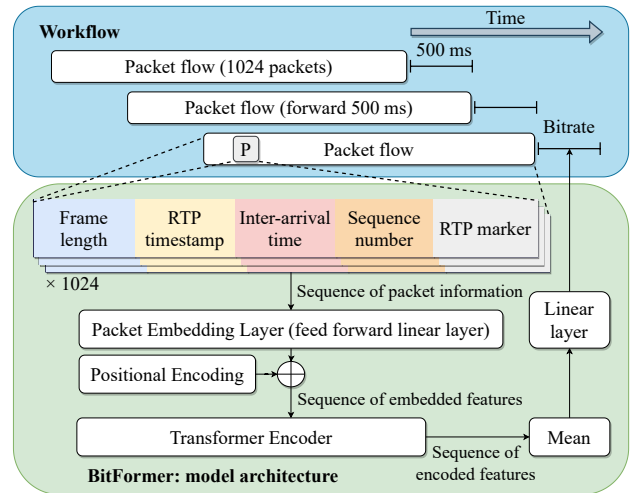 Workflow
Time
500 ms
Packet flow (1024 packets)
Packet flow (forward 500 ms)
Bitrate
P
Packet flow
Frame
length
RTP
timestamp
Inter-arrival
time
Sequence
number
RTP marker
× 1024
Sequence of packet information
Packet Embedding Layer (feed forward linear layer)
Linear
layer
Positional Encoding
Sequence of embedded features
Transformer Encoder
Mean
Sequence of
encoded features
BitFormer: model architecture